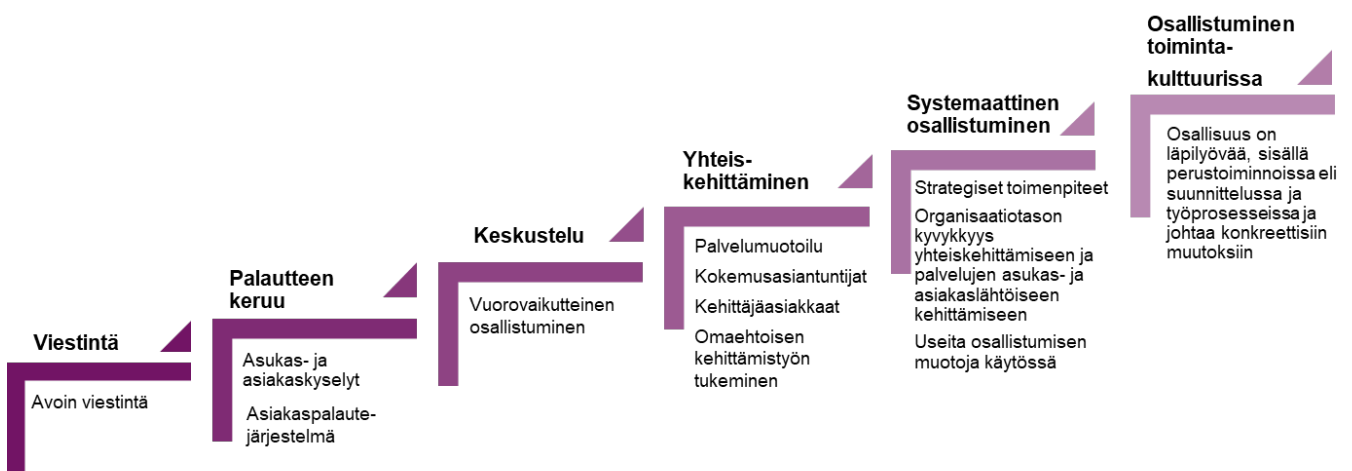 Viestintä
Avoin viestintä
Palautteen
keruu
Asukas- ja
asiakaskyselyt
Asiakaspalaute-
järjestelmä
Keskustelu
Vuorovaikutteinen
osallistuminen
Yhteis-
kehittäminen
Palvelumuotoilu
Kokemusasiantuntijat
Kehittäjäasiakkaat
Omaehtoisen
kehittämistyön
tukeminen
Systemaattinen
osallistuminen
Strategiset toimenpiteet
Organisaatiotason
kyvykkyys
yhteiskehittämiseen ja
palvelujen asukas- ja
asiakaslähtöiseen
kehittämiseen
Useita osallistumisen
muotoja käytössä
Osallistuminen
toiminta-
kulttuurissa
Osallisuus on
läpilyövää, sisällä
perustoiminnoissa eli
suunnittelussa ja
työprosesseissa ja
johtaa konkreettisiin
muutoksiin